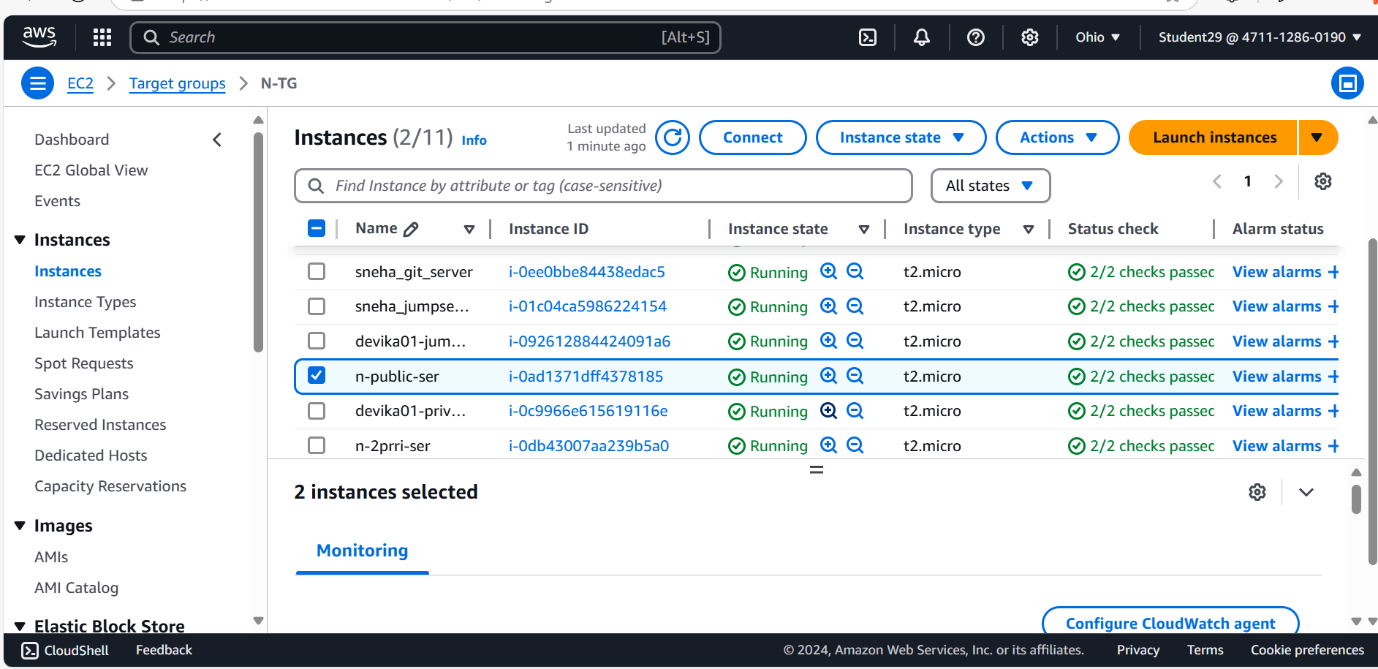 aws
Search [Alt+S]
Ohio
Student29 @ 4711-1286-0190
EC2 Target groups N-TG
Dashboard
EC2 Global View
Events
Instances
Instances
Instance Types
Launch Templates
Spot Requests
Savings Plans
Reserved Instances
Dedicated Hosts
Capacity Reservations
Images
AMIs
AMI Catalog
Elastic Block Store
Instances (2/11) Info
Last updated
1 minute ago
Connect
Instance state
Actions
Launch instances
Find Instance by attribute or tag (case-sensitive)
All states
1
Name Instance ID Instance state Instance type Status check Alarm status
sneha_git_server i-0ee0bbe84438edac5 Running t2.micro 2/2 checks passec View alarms +
sneha_jumpse... i-01c04ca5986224154 Running t2.micro 2/2 checks passec View alarms +
devika01-jum... i-092612884424091a6 Running t2.micro 2/2 checks passec View alarms +
n-public-ser i-0ad1371dff4378185 Running t2.micro 2/2 checks passec View alarms +
devika01-priv... i-0c9966e615619116e Running t2.micro 2/2 checks passec View alarms +
n-2prri-ser i-0db43007aa239b5a0 Running t2.micro 2/2 checks passec View alarms +
2 instances selected
Monitoring
Configure CloudWatch agent
CloudShell Feedback © 2024, Amazon Web Services, Inc. or its affiliates. Privacy Terms Cookie preferences